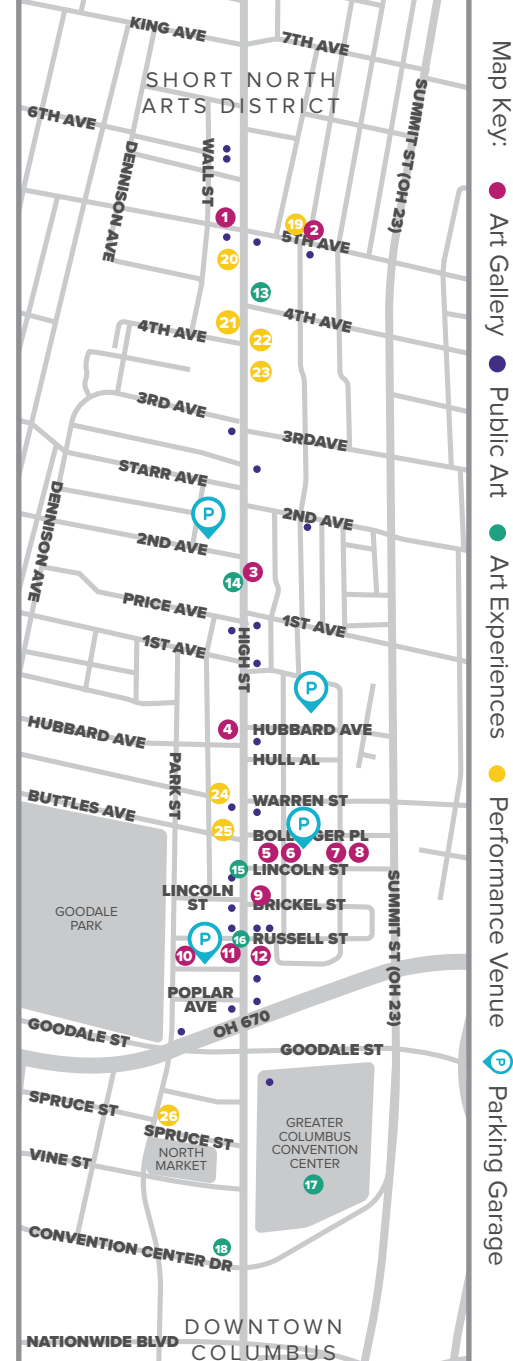 KING AVE
7TH AVE
SHORT NORTH
ARTS DISTRICT
SUMMIT ST (OH 23)
6TH AVE
WALL ST
DENNISON AVE
1
19
2
5TH AVE
20
13
21
4TH AVE
4TH AVE
22
23
3RD AVE
3RDAVE
STARR AVE
DENNISON AVE
P
2ND AVE
2ND AVE
3
14
PRICE AVE
1ST AVE
1ST AVE
HIGH ST
P
4
HUBBARD AVE
HUBBARD AVE
HULL AL
PARK ST
24
WARREN ST
BUTTLES AVE
P
25
5
6
7
8
15
LINCOLN ST
LINCOLN
ST
9
BRICKEL ST
GOODALE
PARK
P
16
RUSSELL ST
10
11
12
SUMMIT ST (OH 23)
POPLAR
AVE
OH 670
GOODALE ST
GOODALE ST
SPRUCE ST
26
SPRUCE ST
NORTH
MARKET
VINE ST
GREATER
COLUMBUS
CONVENTION
CENTER
17
18
CONVENTION CENTER DR
DOWNTOWN
COLUMBUS
NATIONWIDE BLVD
Map Key:
Art Gallery
Public Art
Art Experiences
Performance Venue
P
Parking Garage